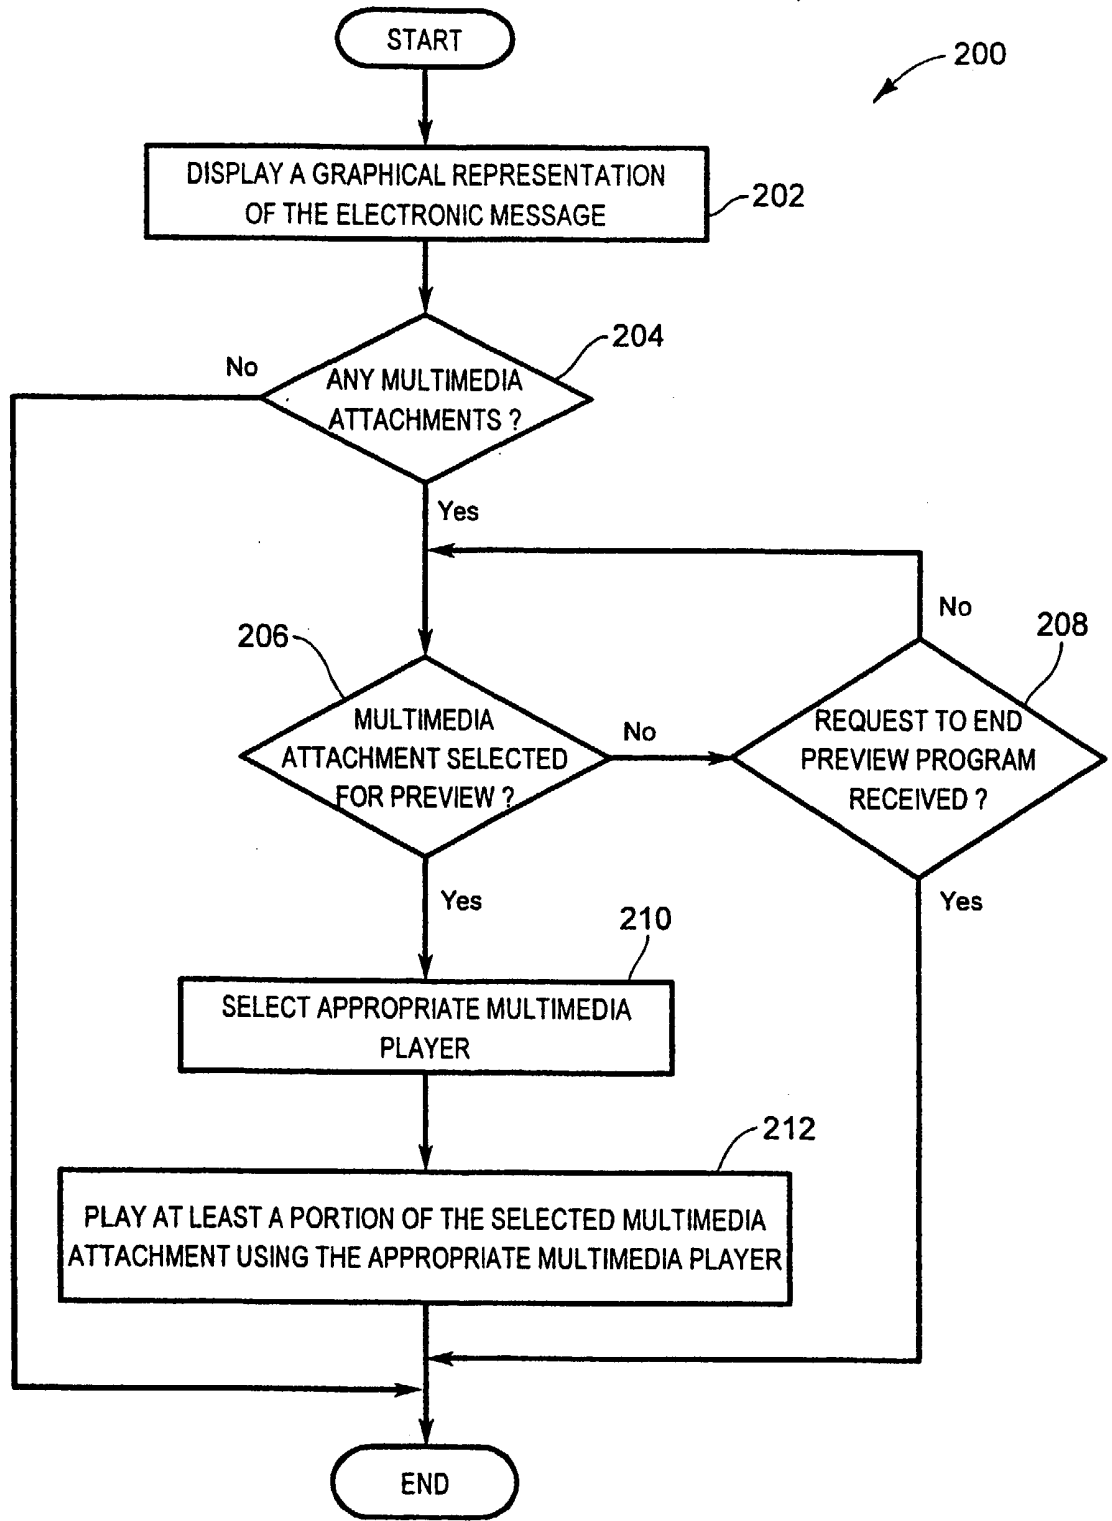 START
200
DISPLAY A GRAPHICAL REPRESENTATION
OF THE ELECTRONIC MESSAGE
202
204
No
ANY MULTIMEDIA
ATTACHMENTS ?
Yes
No
206
208
MULTIMEDIA
ATTACHMENT SELECTED
FOR PREVIEW ?
No
REQUEST TO END
PREVIEW PROGRAM
RECEIVED ?
Yes
Yes
210
SELECT APPROPRIATE MULTIMEDIA
PLAYER
212
PLAY AT LEAST A PORTION OF THE SELECTED MULTIMEDIA
ATTACHMENT USING THE APPROPRIATE MULTIMEDIA PLAYER
END